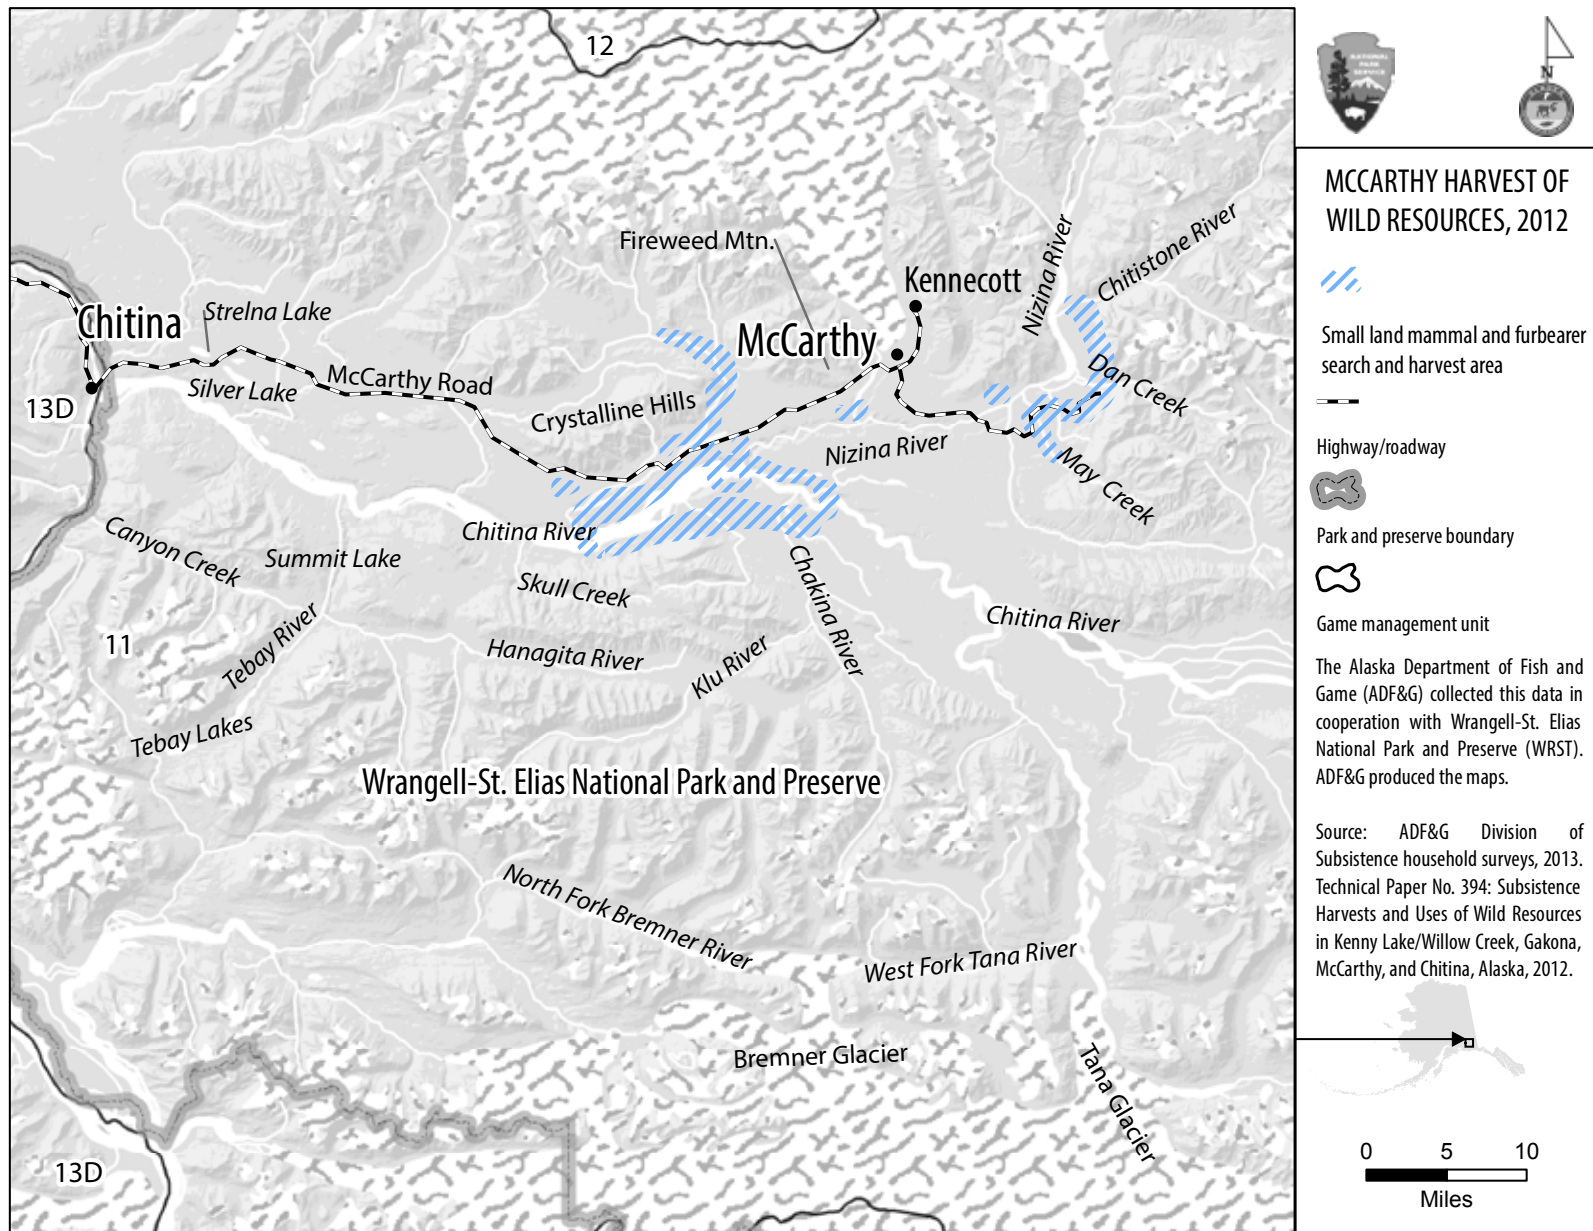 12
Fireweed Mtn.
Kennecott
Nizina River
Chitistone River
Chitina
Strelna Lake
McCarthy
Dan Creek
McCarthy Road
Silver Lake
13D
Crystalline Hills
Nizina River
May Creek
Chitina River
Canyon Creek
Summit Lake
Skull Creek
Chakina River
Chitina River
11
Tebay River
Hanagita River
Klu River
Tebay Lakes
Wrangell-St. Elias National Park and Preserve
North Fork Bremner River
West Fork Tana River
Bremner Glacier
Tana Glacier
13D
NATIONAL
PARK
SERVICE
N
MCCARTHY HARVEST OF
WILD RESOURCES, 2012
Small land mammal and furbearer
search and harvest area
Highway/roadway
Park and preserve boundary
Game management unit
The Alaska Department of Fish and
Game (ADF&G) collected this data in
cooperation with Wrangell-St. Elias
National Park and Preserve (WRST).
ADF&G produced the maps.
Source: ADF&G Division of
Subsistence household surveys, 2013.
Technical Paper No. 394: Subsistence
Harvests and Uses of Wild Resources
in Kenny Lake/Willow Creek, Gakona,
McCarthy, and Chitina, Alaska, 2012.
0 5 10
Miles